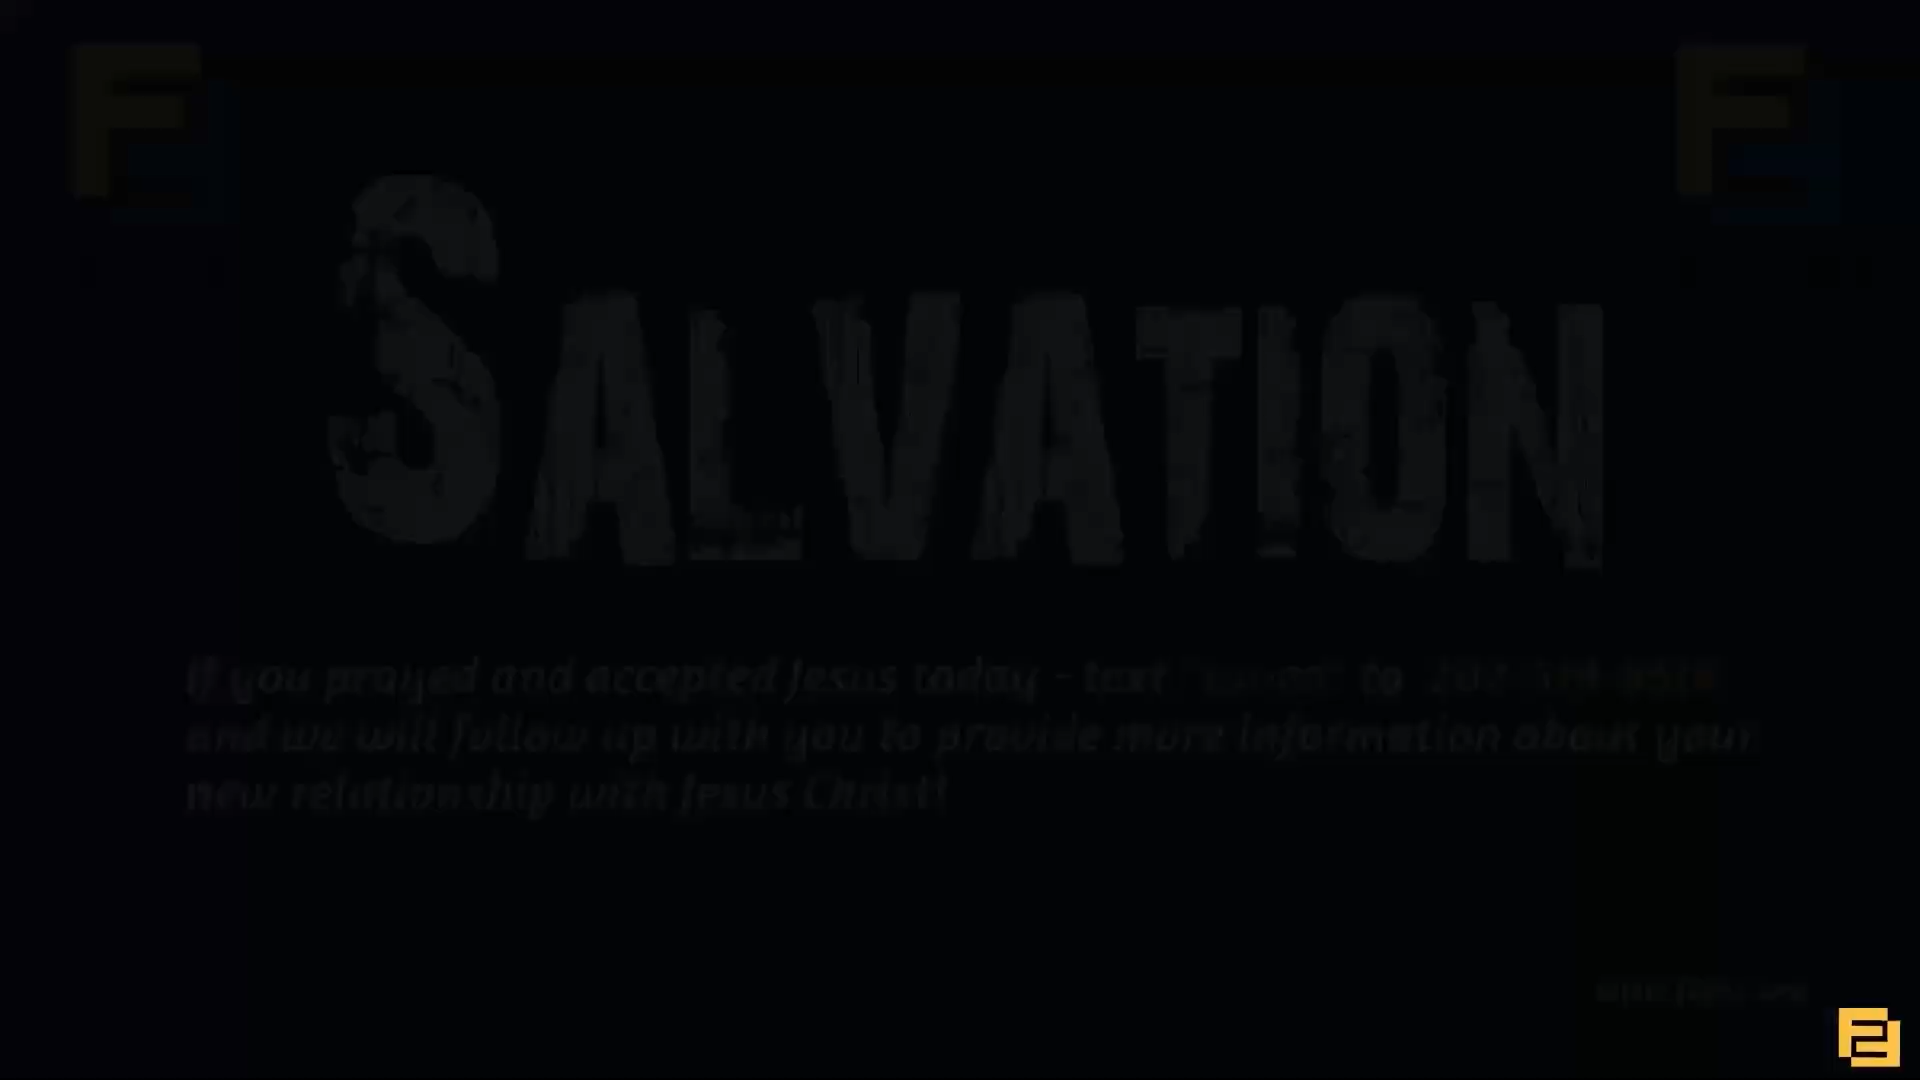 SALVATION
If you prayed and accepted Jesus today - text to
and we will follow up with you to provide more information about your
new relationship with Jesus Christ!